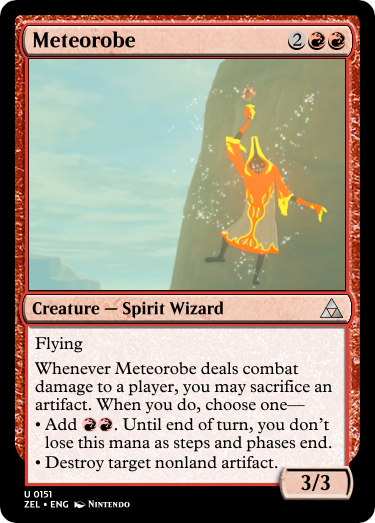 Meteorobe 2
Creature — Spirit Wizard
Flying
Whenever Meteorobe deals combat
damage to a player, you may sacrifice an
artifact. When you do, choose one—
• Add . Until end of turn, you don't
lose this mana as steps and phases end.
• Destroy target nonland artifact.
3/3
U 0151
ZEL • ENG Nintendo